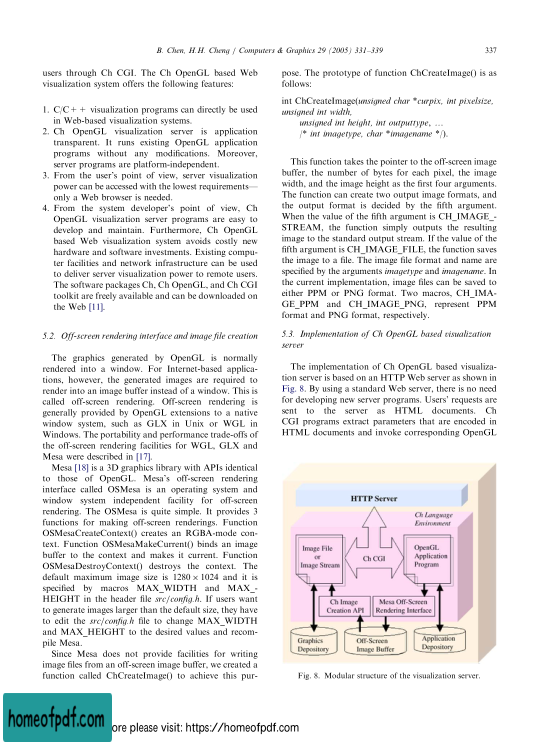 B. Chen, H.H. Cheng / Computers & Graphics 29 (2005) 331–339
337
users through Ch CGI. The Ch OpenGL based Web
visualization system offers the following features:
1. C/C++ visualization programs can directly be used
in Web-based visualization systems.
2. Ch OpenGL visualization server is application
transparent. It runs existing OpenGL application
programs without any modifications. Moreover,
server programs are platform-independent.
3. From the user's point of view, server visualization
power can be accessed with the lowest requirements—
only a Web browser is needed.
4. From the system developer's point of view, Ch
OpenGL visualization server programs are easy to
develop and maintain. Furthermore, Ch OpenGL
based Web visualization system avoids costly new
hardware and software investments. Existing compu-
ter facilities and network infrastructure can be used
to deliver server visualization power to remote users.
The software packages Ch, Ch OpenGL, and Ch CGI
toolkit are freely available and can be downloaded on
the Web [11].
5.2. Off-screen rendering interface and image file creation
The graphics generated by OpenGL is normally
rendered into a window. For Internet-based applica-
tions, however, the generated images are required to
render into an image buffer instead of a window. This is
called off-screen rendering. Off-screen rendering is
generally provided by OpenGL extensions to a native
window system, such as GLX in Unix or WGL in
Windows. The portability and performance trade-offs of
the off-screen rendering facilities for WGL, GLX and
Mesa were described in [17].
Mesa [18] is a 3D graphics library with APIs identical
to those of OpenGL. Mesa's off-screen rendering
interface called OSMesa is an operating system and
window system independent facility for off-screen
rendering. The OSMesa is quite simple. It provides 3
functions for making off-screen renderings. Function
OSMesaCreateContext() creates an RGBA-mode con-
text. Function OSMesaMakeCurrent() binds an image
buffer to the context and makes it current. Function
OSMesaDestroyContext() destroys the context. The
default maximum image size is 1280 × 1024 and it is
specified by macros MAX_WIDTH and MAX_-
HEIGHT in the header file src/config.h. If users want
to generate images larger than the default size, they have
to edit the src/config.h file to change MAX_WIDTH
and MAX_HEIGHT to the desired values and recom-
pile Mesa.
Since Mesa does not provide facilities for writing
image files from an off-screen image buffer, we created a
function called ChCreateImage() to achieve this pur-
pose. The prototype of function ChCreateImage() is as
follows:
int ChCreateImage(unsigned char *curpix, int pixelsize,
unsigned int width,
unsigned int height, int outputtype, ...
/* int imagetype, char *imagename */).
This function takes the pointer to the off-screen image
buffer, the number of bytes for each pixel, the image
width, and the image height as the first four arguments.
The function can create two output image formats, and
the output format is decided by the fifth argument.
When the value of the fifth argument is CH_IMAGE_-
STREAM, the function simply outputs the resulting
image to the standard output stream. If the value of the
fifth argument is CH_IMAGE_FILE, the function saves
the image to a file. The image file format and name are
specified by the arguments imagetype and imagename. In
the current implementation, image files can be saved to
either PPM or PNG format. Two macros, CH_IMA-
GE_PPM and CH_IMAGE_PNG, represent PPM
format and PNG format, respectively.
5.3. Implementation of Ch OpenGL based visualization
server
The implementation of Ch OpenGL based visualiza-
tion server is based on an HTTP Web server as shown in
Fig. 8. By using a standard Web server, there is no need
for developing new server programs. Users' requests are
sent to the server as HTML documents. Ch
CGI programs extract parameters that are encoded in
HTML documents and invoke corresponding OpenGL
HTTP Server
Ch Language
Environment
Image File
or
Image Stream
Ch CGI
OpenGL
Application
Program
Ch Image
Creation API
Mesa Off-Screen
Rendering Interface
Graphics
Depository
Off-Screen
Image Buffer
Application
Depository
Fig. 8. Modular structure of the visualization server.
homeofpdf.com
ore please visit: https://homeofpdf.com